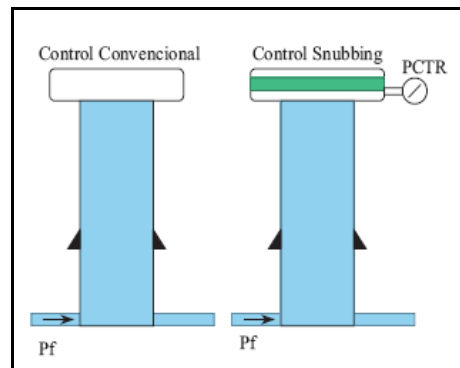 Control Convencional
Control Snubbing
PCTR
Pf
Pf